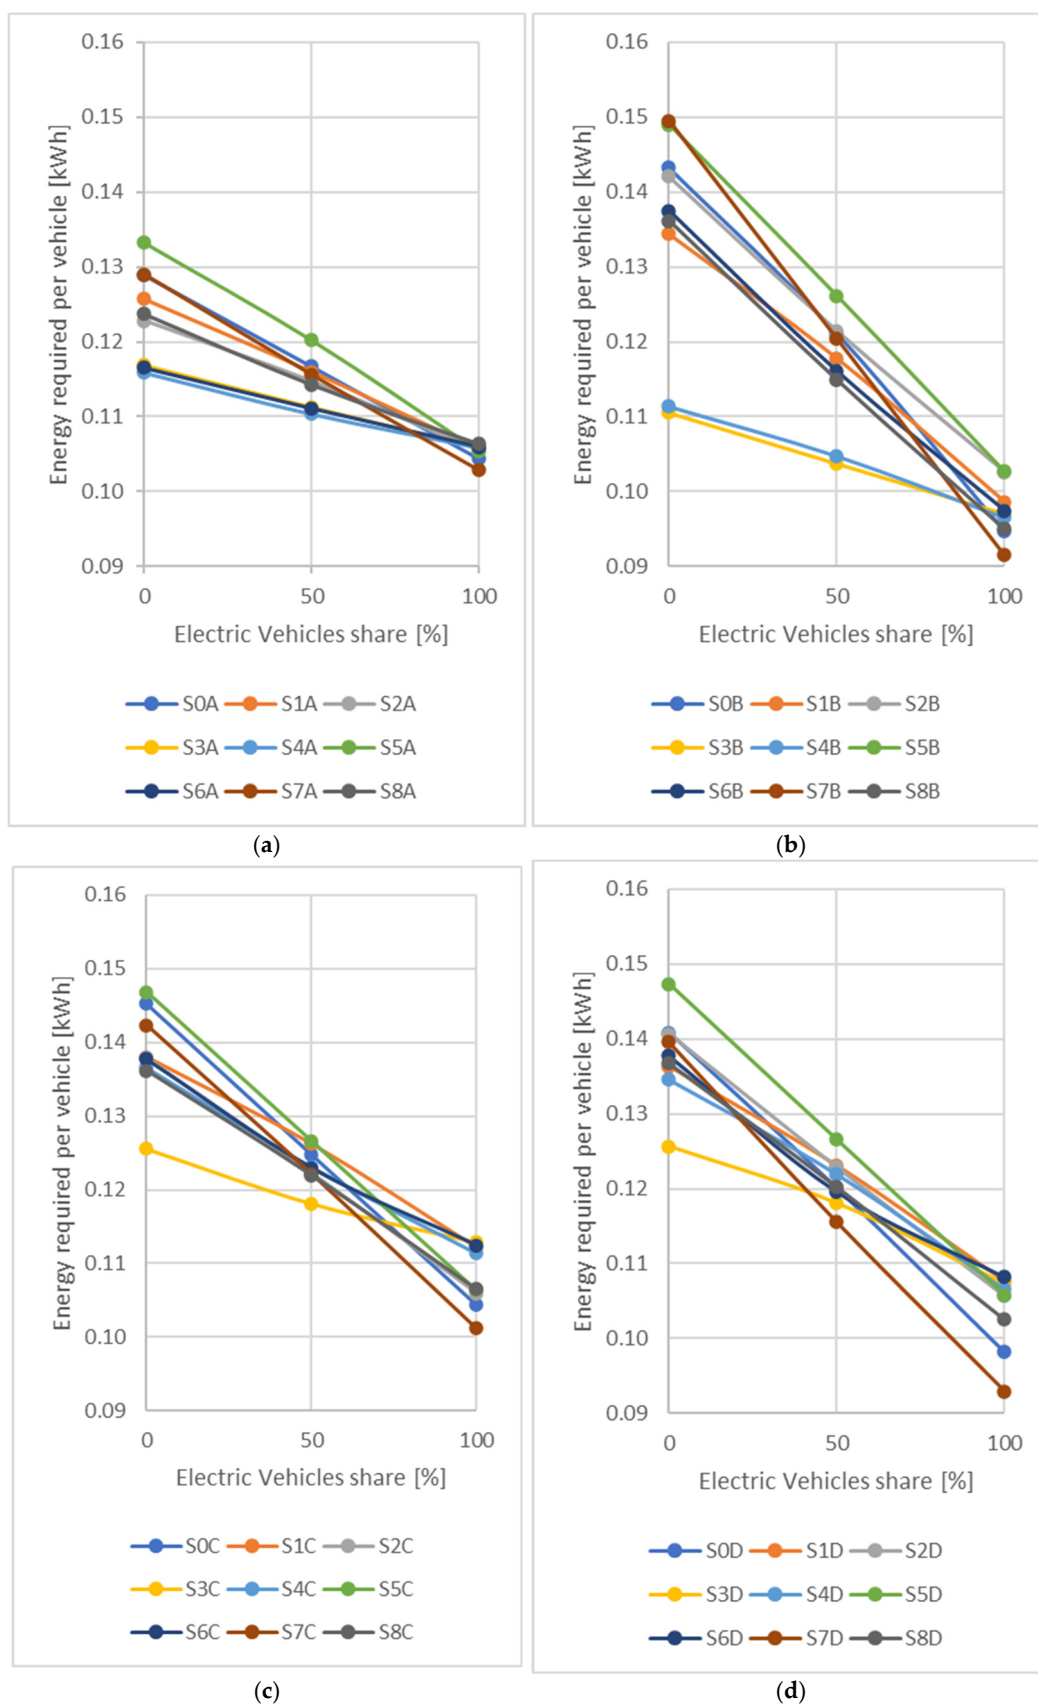 0.16
0.15
0.14
0.13
0.12
0.11
0.10
0.09
Energy required per vehicle [kWh]
0 50 100
Electric Vehicles share [%]
S0A S1A S2A
S3A S4A S5A
S6A S7A S8A
(a)
0.16
0.15
0.14
0.13
0.12
0.11
0.10
0.09
Energy required per vehicle [kWh]
0 50 100
Electric Vehicles share [%]
S0B S1B S2B
S3B S4B S5B
S6B S7B S8B
(b)
0.16
0.15
0.14
0.13
0.12
0.11
0.10
0.09
Energy required per vehicle [kWh]
0 50 100
Electric Vehicles share [%]
S0C S1C S2C
S3C S4C S5C
S6C S7C S8C
(c)
0.16
0.15
0.14
0.13
0.12
0.11
0.10
0.09
Energy required per vehicle [kWh]
0 50 100
Electric Vehicles share [%]
S0D S1D S2D
S3D S4D S5D
S6D S7D S8D
(d)